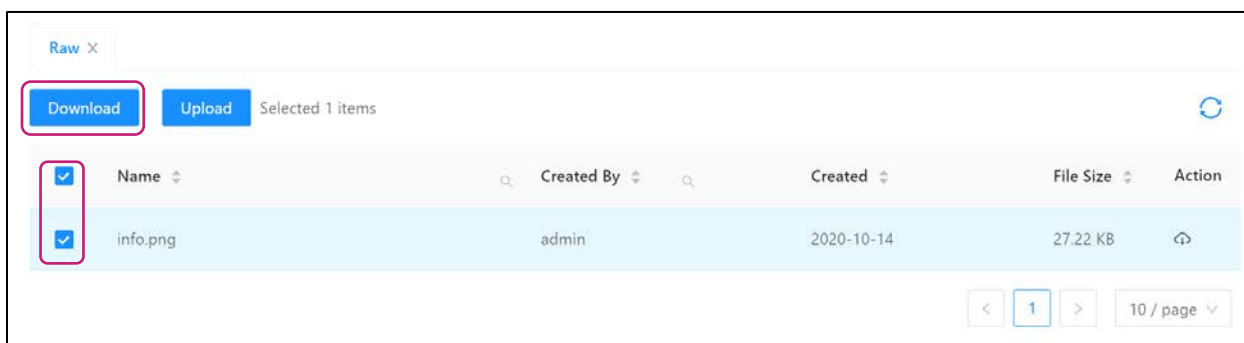 Raw
Download Upload Selected 1 items
Name Created By Created File Size Action
info.png admin 2020-10-14 27.22 KB
< 1 > 10 / page